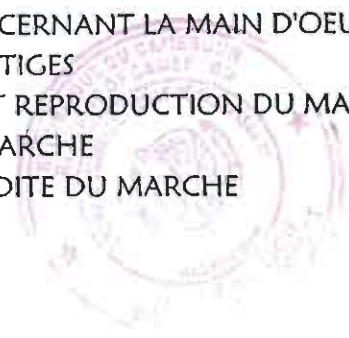 CERNANT LA MAIN D'OEU
TIGES
T REPRODUCTION DU MA
ARCHE
DITE DU MARCHE